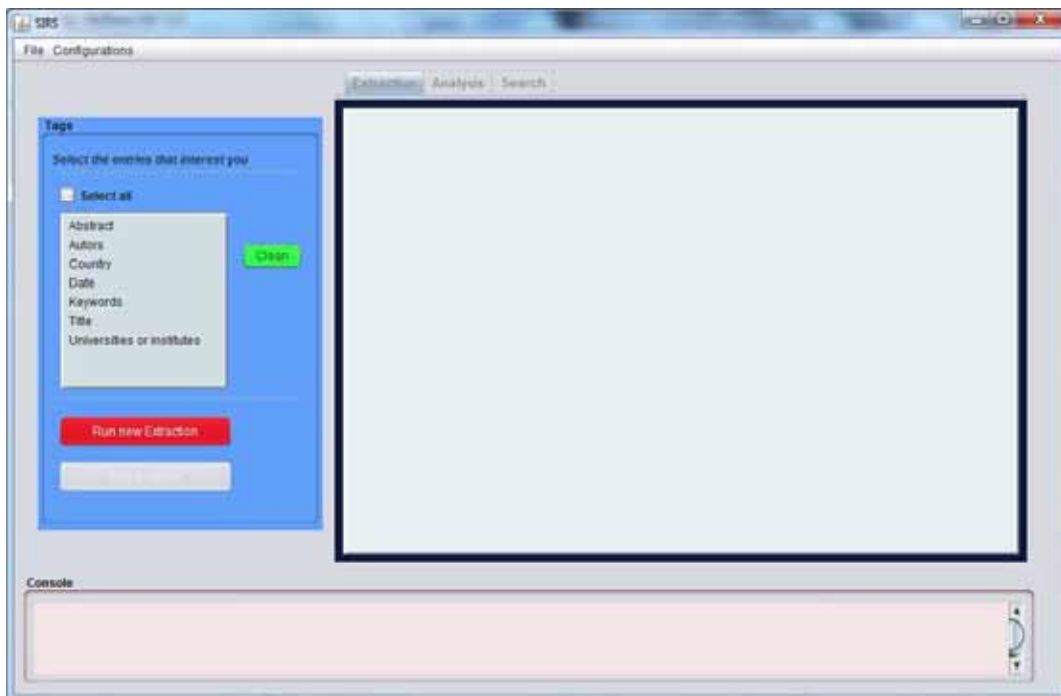 SIRS
File Configurations
Extraction Analysis Search
Tags
Select the entries that interest you
Select all
Abstract
Autors
Country
Date
Keywords
Title
Universities or institutes
Clean
Run new Extraction
Console